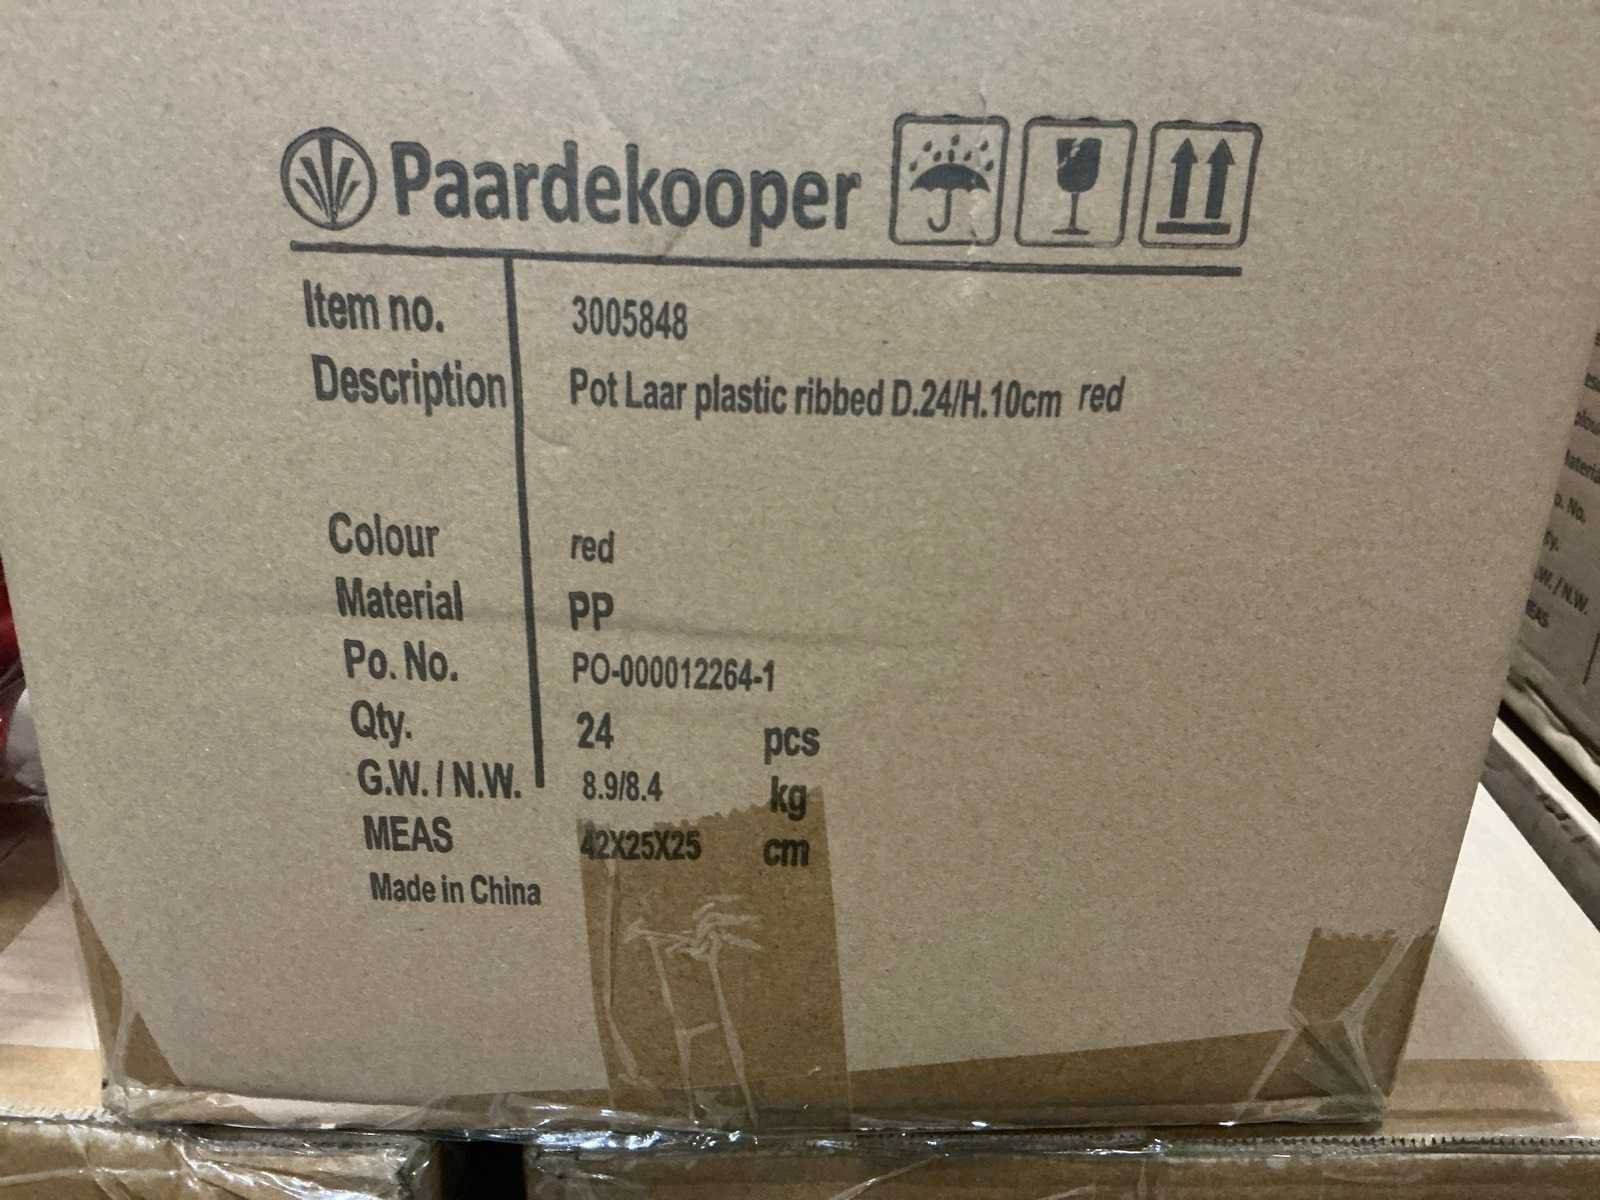 Paardekooper
Item no. 3005848
Description Pot Laar plastic ribbed D.24/H.10cm red
Colour red
Material PP
Po. No. PO-000012264-1
Qty. 24 pcs
G.W. / N.W. 8.9/8.4 kg
MEAS 42X25X25 cm
Made in China
No.
W. / N.W.